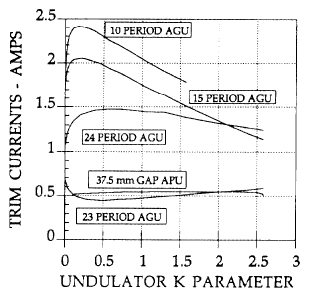 TRIM CURRENTS - AMPS
2.5
2
1.5
1
0.5
0
10 PERIOD AGU
15 PERIOD AGU
24 PERIOD AGU
37.5 mm GAP APU
23 PERIOD AGU
0 0.5 1 1.5 2 2.5 3
UNDULATOR K PARAMETER